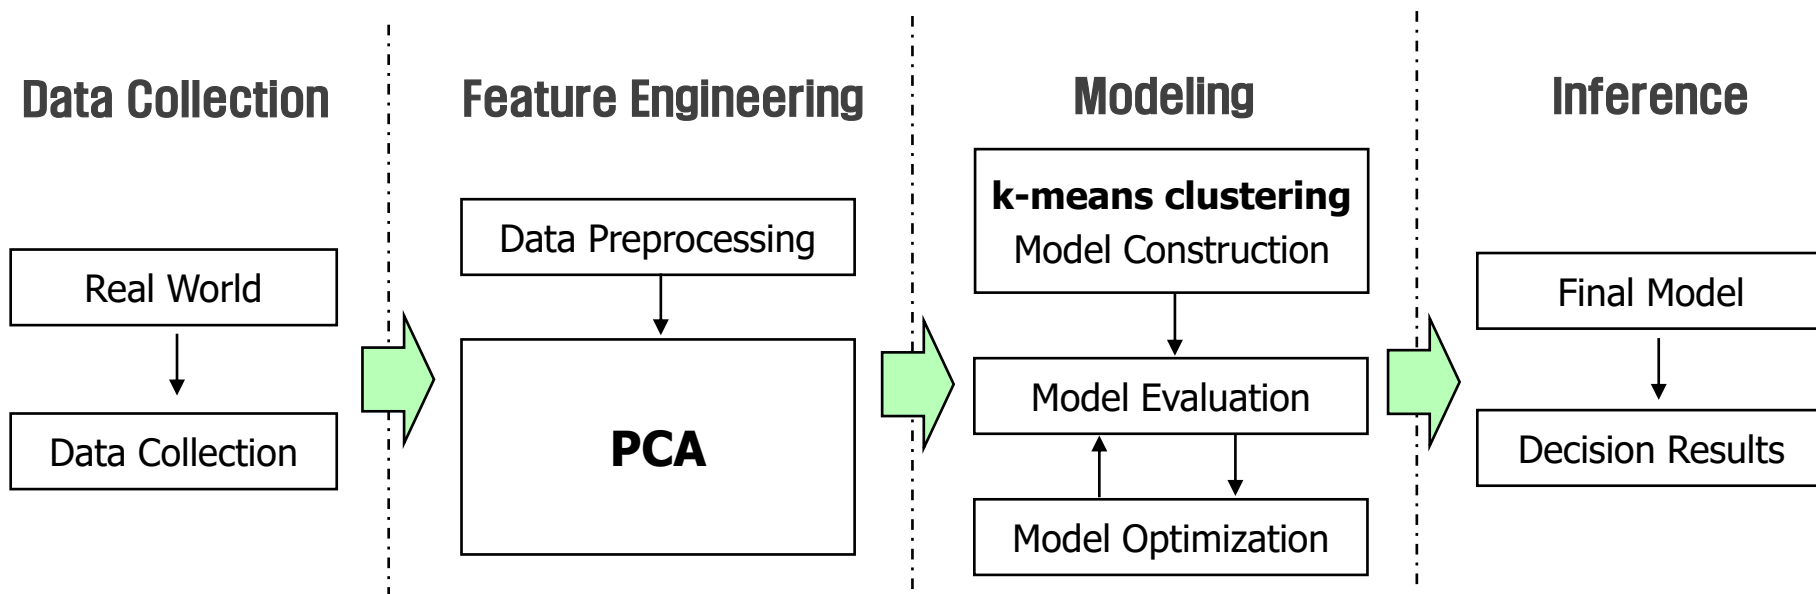 Data Collection
Real World
Data Collection
Feature Engineering
Data Preprocessing
PCA
Modeling
k-means clustering
Model Construction
Model Evaluation
Model Optimization
Inference
Final Model
Decision Results